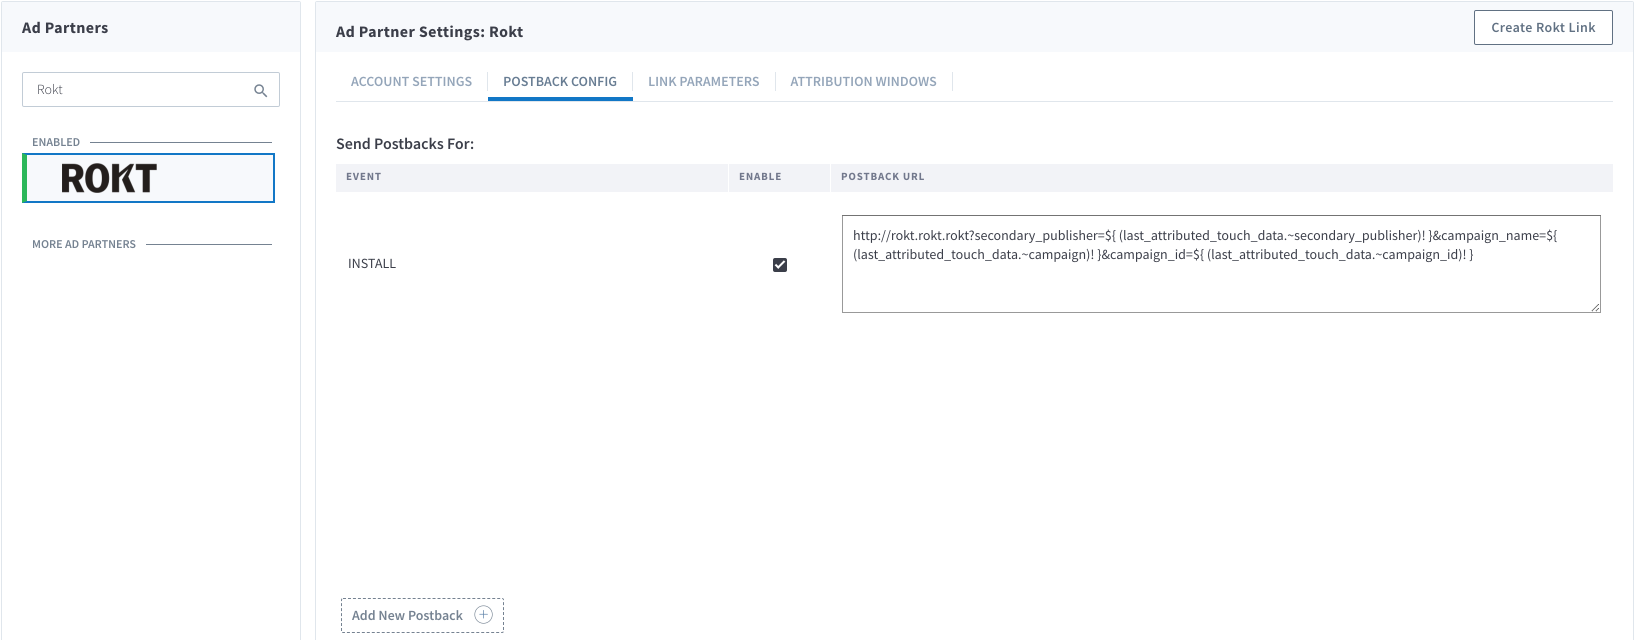 Ad Partners
Rokt
ENABLED
ROKT
MORE AD PARTNERS
Ad Partner Settings: Rokt
Create Rokt Link
ACCOUNT SETTINGS
POSTBACK CONFIG
LINK PARAMETERS
ATTRIBUTION WINDOWS
Send Postbacks For:
EVENT
ENABLE
POSTBACK URL
INSTALL
http://rokt.rokt.rokt?secondary_publisher=${ (last_attributed_touch_data.~secondary_publisher)! }&campaign_name=${
(last_attributed_touch_data.~campaign)! }&campaign_id=${ (last_attributed_touch_data.~campaign_id)! }
Add New Postback